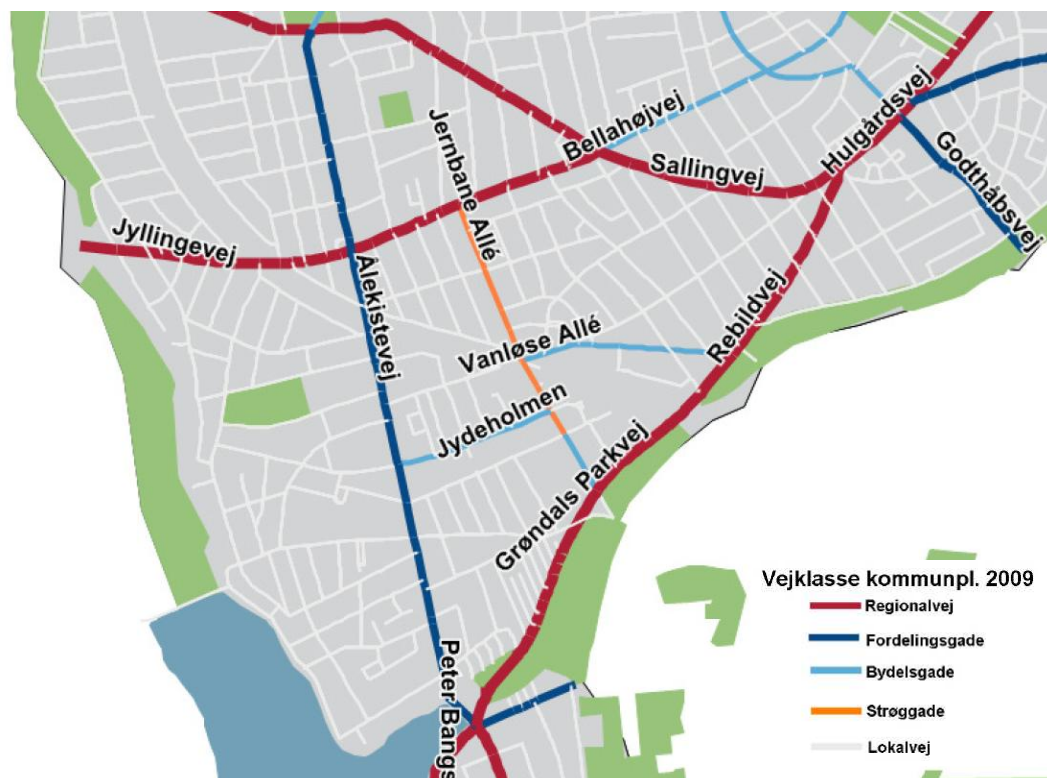 Jernbane Allé
Bellahøjvej
Sallingvej
Hulgårdsvej
Godthåbsvej
Jyllingevej
Ålekistevej
Vanløse Allé
Rebildvej
Jydeholmen
Grøndals Parkvej
Peter Bangs
Vejklasse kommunpl. 2009
Regionalvej
Fordelingsgade
Bydelsgade
Strøggade
Lokalvej